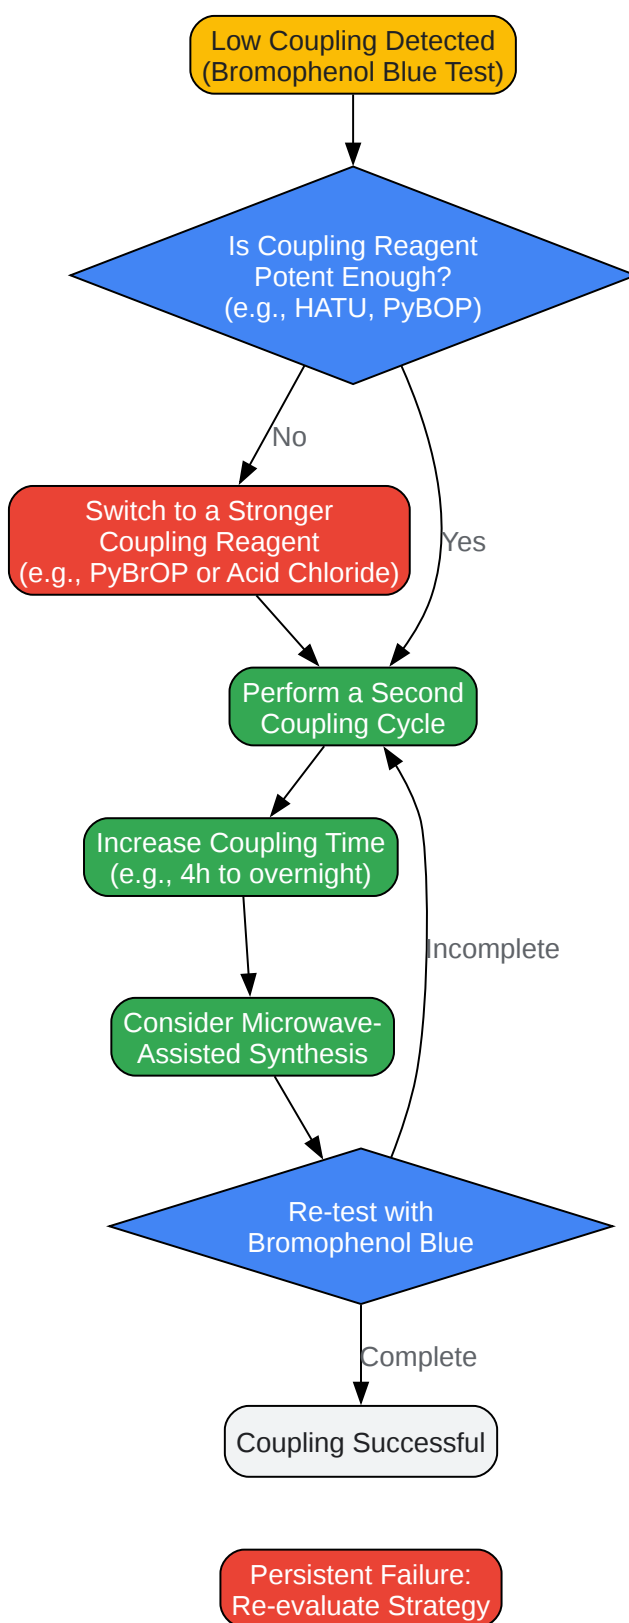 Low Coupling Detected
(Bromophenol Blue Test)
Is Coupling Reagent
Potent Enough?
(e.g., HATU, PyBOP)
No
Switch to a Stronger
Coupling Reagent
(e.g., PyBrOP or Acid Chloride)
Yes
Perform a Second
Coupling Cycle
Increase Coupling Time
(e.g., 4h to overnight)
Incomplete
Consider Microwave-
Assisted Synthesis
Re-test with
Bromophenol Blue
Complete
Coupling Successful
Persistent Failure:
Re-evaluate Strategy